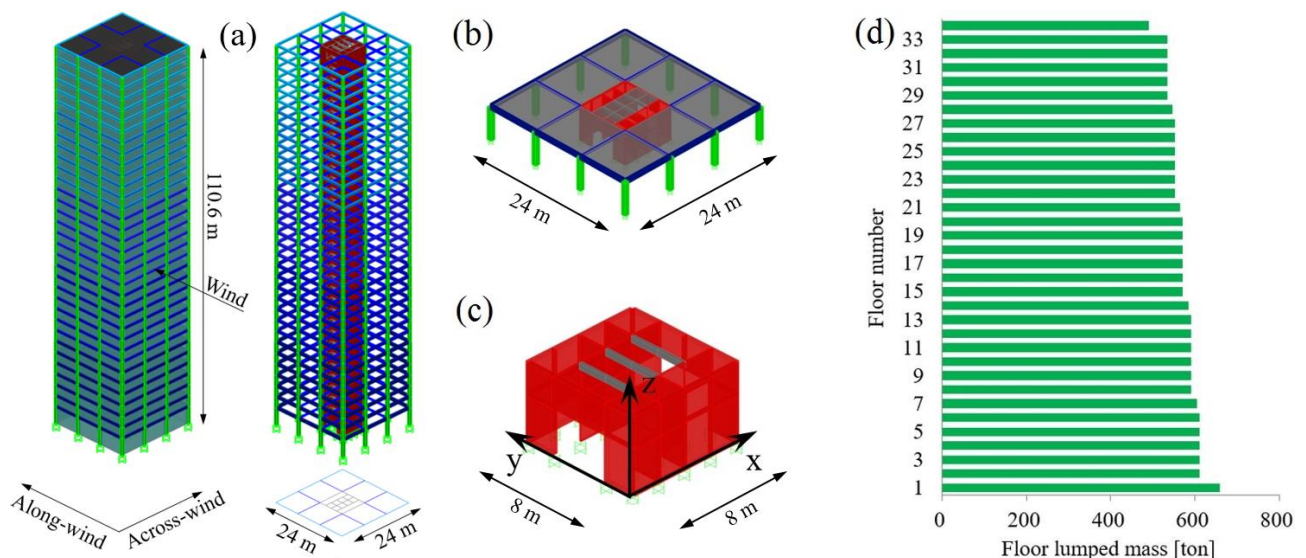 (a)
110.6 m
Wind
Along-wind
Across-wind
24 m
24 m
(b)
24 m
24 m
(c)
z
y
x
8 m
8 m
(d)
Floor number
33
31
29
27
25
23
21
19
17
15
13
11
9
7
5
3
1
0 200 400 600 800
Floor lumped mass [ton]